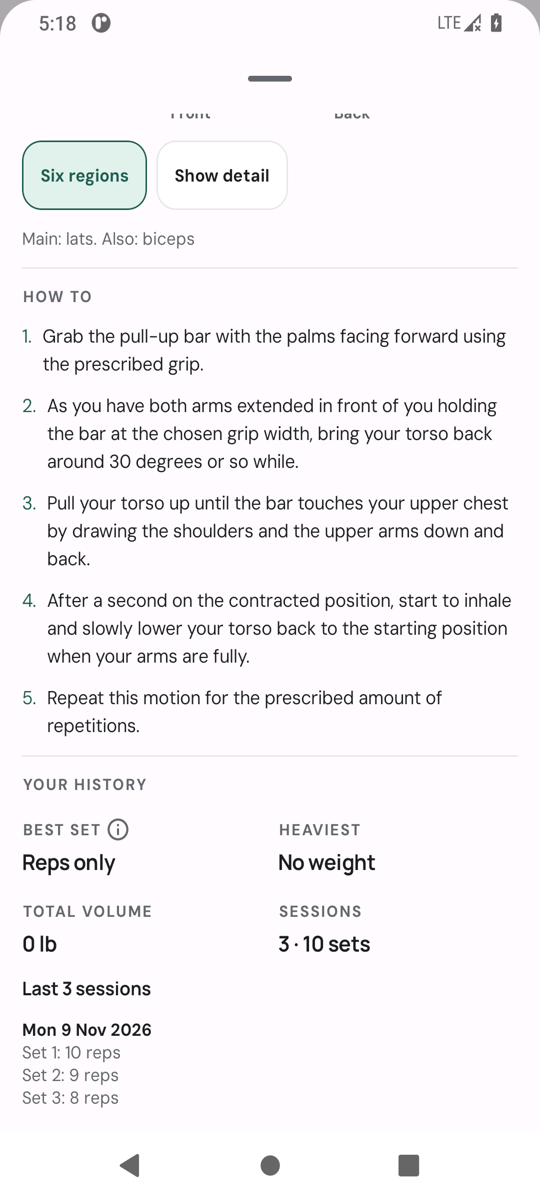 5:18
LTE
Front Back
Six regions
Show detail
Main: lats. Also: biceps
HOW TO
1. Grab the pull-up bar with the palms facing forward using
the prescribed grip.
2. As you have both arms extended in front of you holding
the bar at the chosen grip width, bring your torso back
around 30 degrees or so while.
3. Pull your torso up until the bar touches your upper chest
by drawing the shoulders and the upper arms down and
back.
4. After a second on the contracted position, start to inhale
and slowly lower your torso back to the starting position
when your arms are fully.
5. Repeat this motion for the prescribed amount of
repetitions.
YOUR HISTORY
BEST SET
Reps only
HEAVIEST
No weight
TOTAL VOLUME
0 lb
SESSIONS
3 · 10 sets
Last 3 sessions
Mon 9 Nov 2026
Set 1: 10 reps
Set 2: 9 reps
Set 3: 8 reps